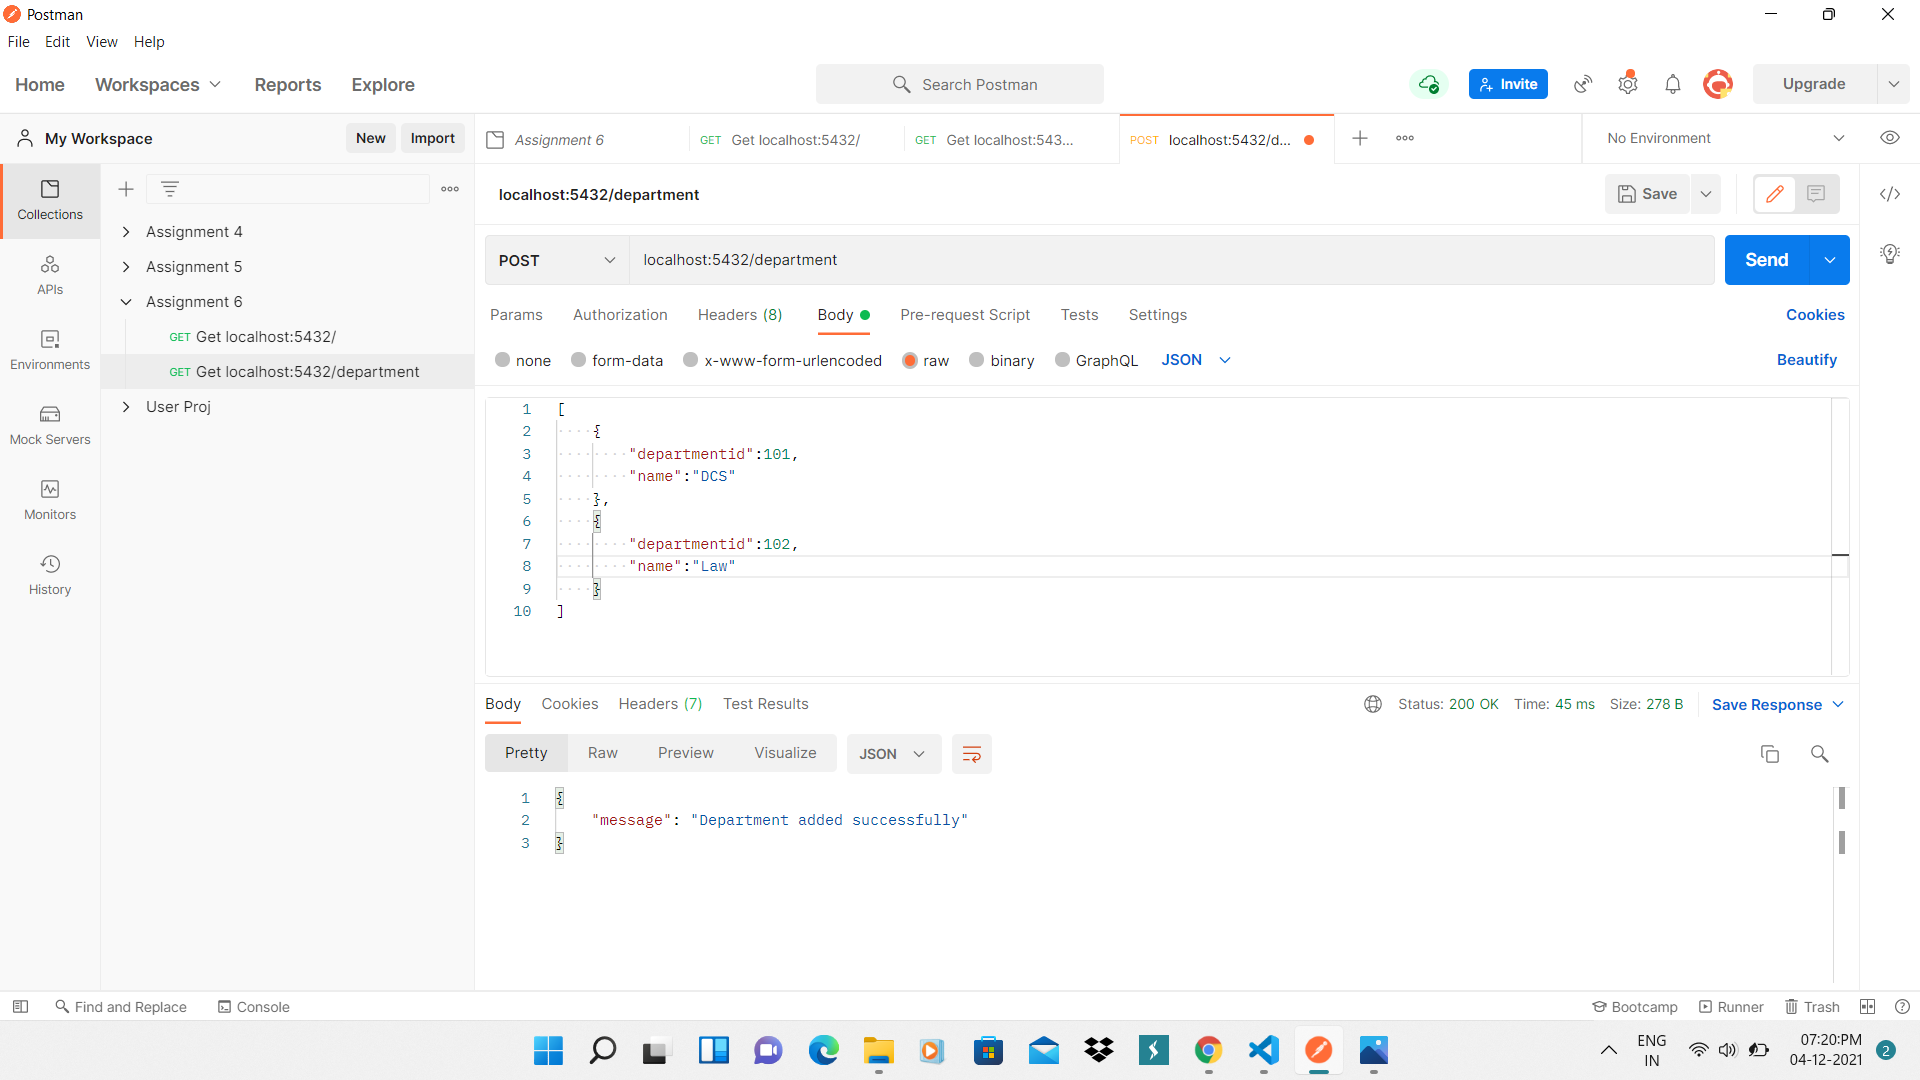 Postman
File Edit View Help
Home Workspaces Reports Explore Search Postman Invite Upgrade
My Workspace New Import Assignment 6 GET Get localhost:5432/ GET Get localhost:543... POST localhost:5432/d... No Environment
Collections
APIs
Environments
Mock Servers
Monitors
History
Assignment 4
Assignment 5
Assignment 6
GET Get localhost:5432/
GET Get localhost:5432/department
User Proj
localhost:5432/department Save
POST localhost:5432/department Send
Params Authorization Headers (8) Body Pre-request Script Tests Settings Cookies
none form-data x-www-form-urlencoded raw binary GraphQL JSON Beautify
1 [
2 {
3 "departmentid":101,
4 "name":"DCS"
5 },
6 {
7 "departmentid":102,
8 "name":"Law"
9 }
10 ]
Body Cookies Headers (7) Test Results Status: 200 OK Time: 45 ms Size: 278 B Save Response
Pretty Raw Preview Visualize JSON
1 {
2 "message": "Department added successfully"
3 }
Find and Replace Console Bootcamp Runner Trash
ENG
IN
07:20:PM
04-12-2021
2